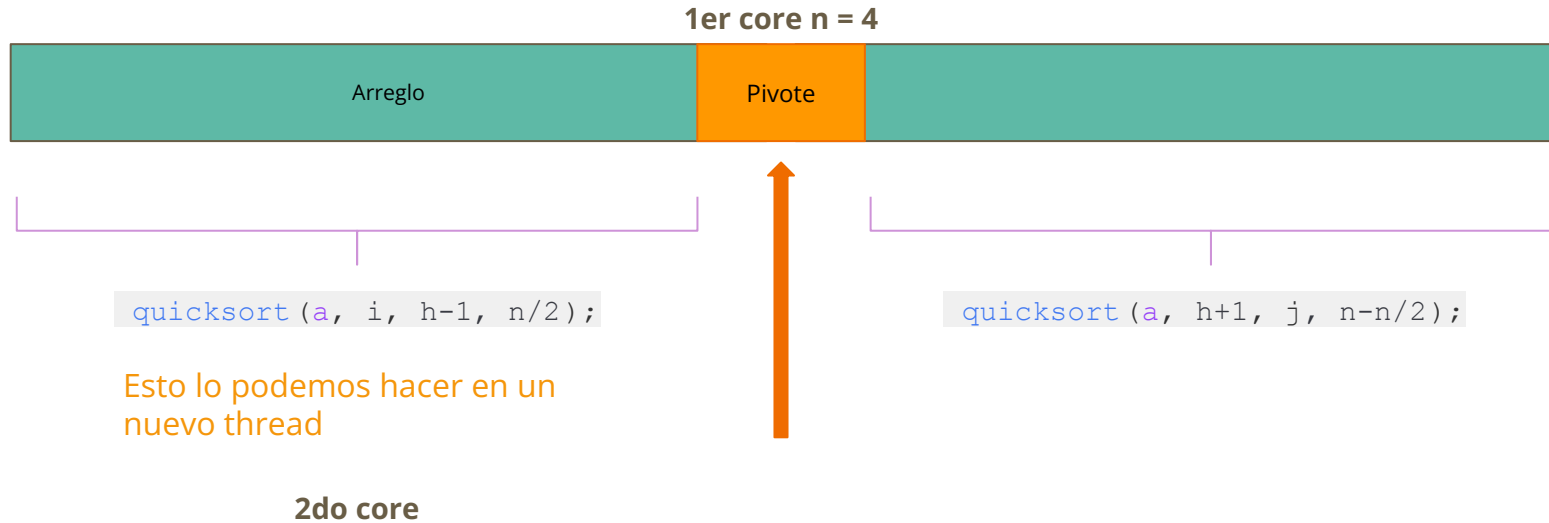 1er core n = 4
Arreglo
Pivote
quicksort(a, i, h-1, n/2);
quicksort(a, h+1, j, n-n/2);
Esto lo podemos hacer en un
nuevo thread
2do core